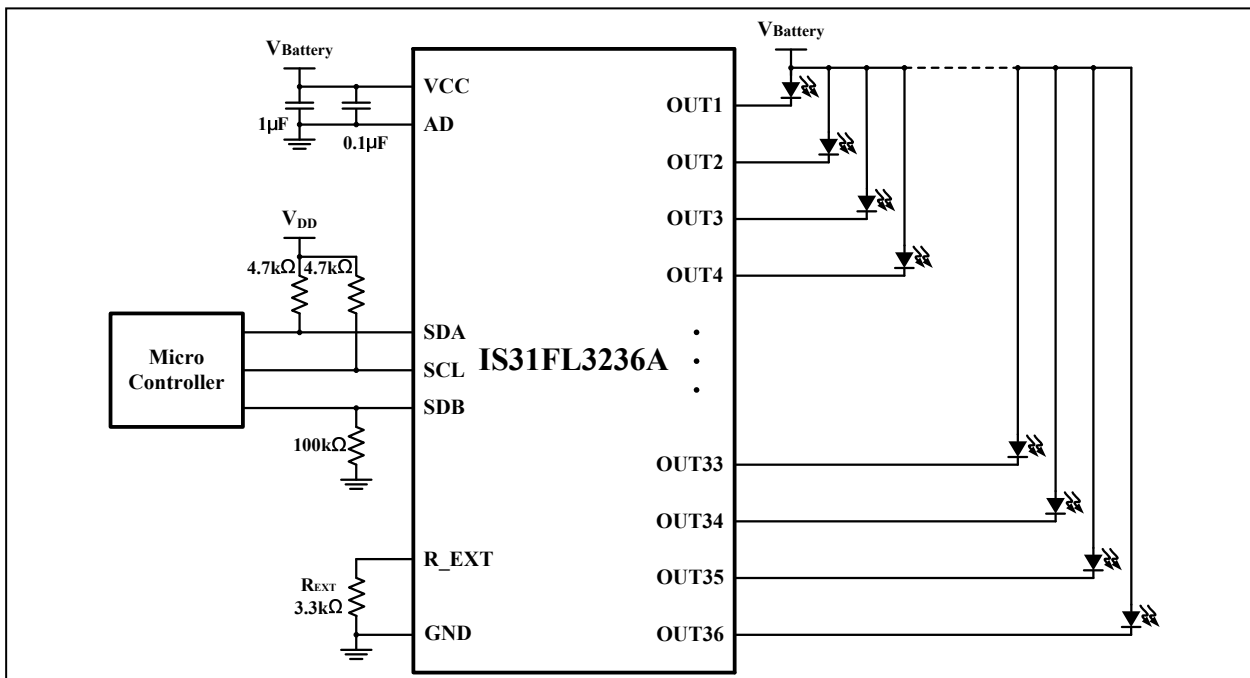 VBattery
VCC
1µF
0.1µF
AD
VDD
4.7kΩ 4.7kΩ
Micro
Controller
SDA
SCL
SDB
100kΩ
R_EXT
REXT
3.3kΩ
GND
IS31FL3236A
VBattery
OUT1
OUT2
OUT3
OUT4
OUT33
OUT34
OUT35
OUT36